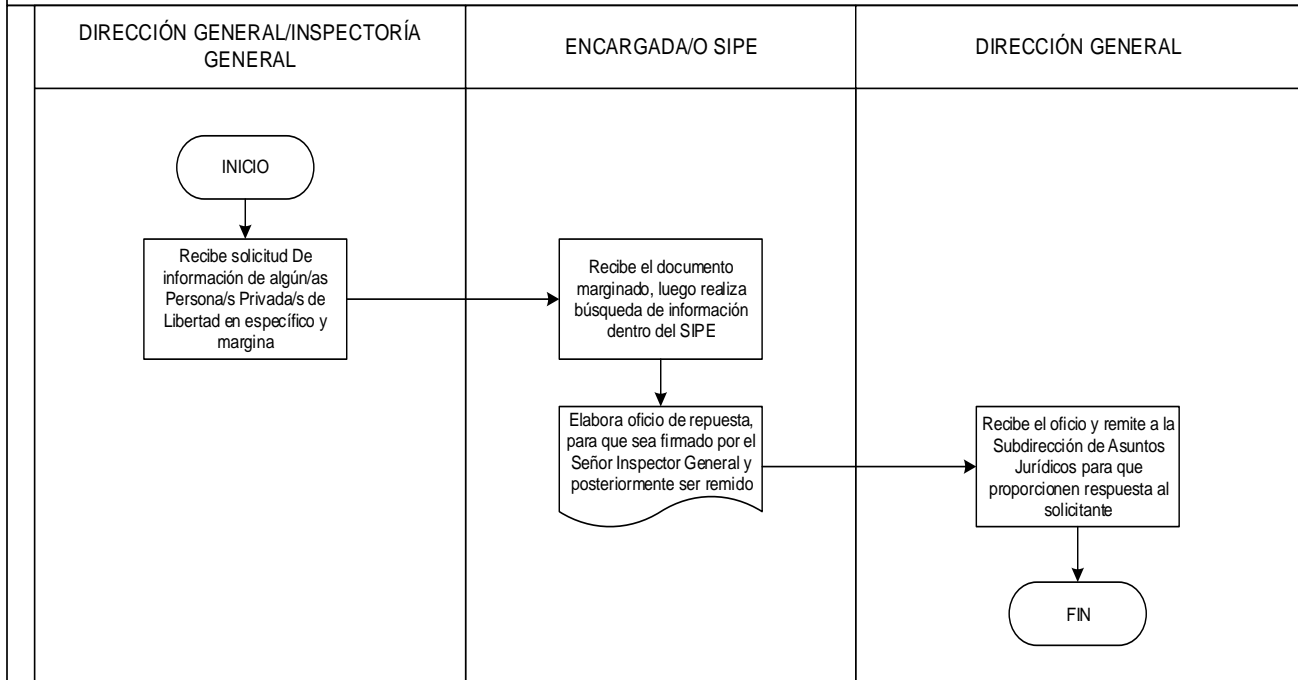 DIRECCIÓN GENERAL/INSPECTORÍA
GENERAL
ENCARGADA/O SIPE
DIRECCIÓN GENERAL
INICIO
Recibe solicitud De
información de algún/as
Persona/s Privada/s de
Libertad en específico y
margina
Recibe el documento
marginado, luego realiza
búsqueda de información
dentro del SIPE
Elabora oficio de repuesta,
para que sea firmado por el
Señor Inspector General y
posteriormente ser remido
Recibe el oficio y remite a la
Subdirección de Asuntos
Jurídicos para que
proporcionen respuesta al
solicitante
FIN